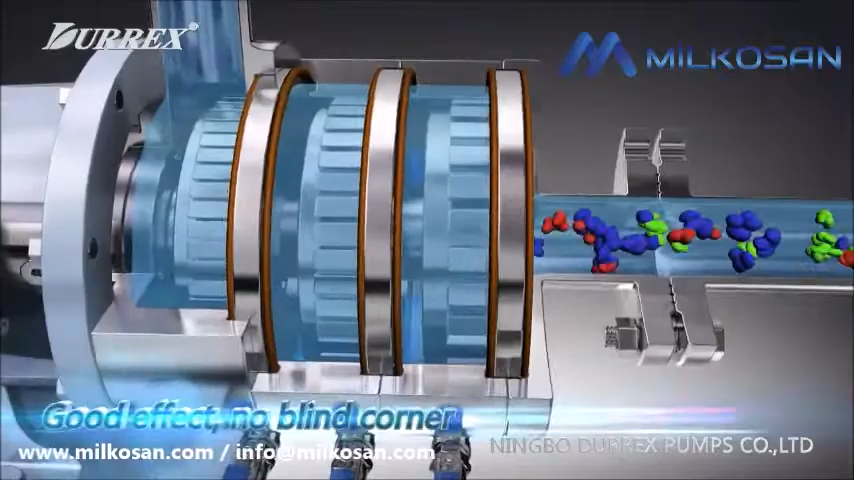 DURREX®
MILKOSAN
Good effect, no blind corner
www.milkosan.com / info@milkosan.com
NINGBO DURREX PUMPS CO.,LTD